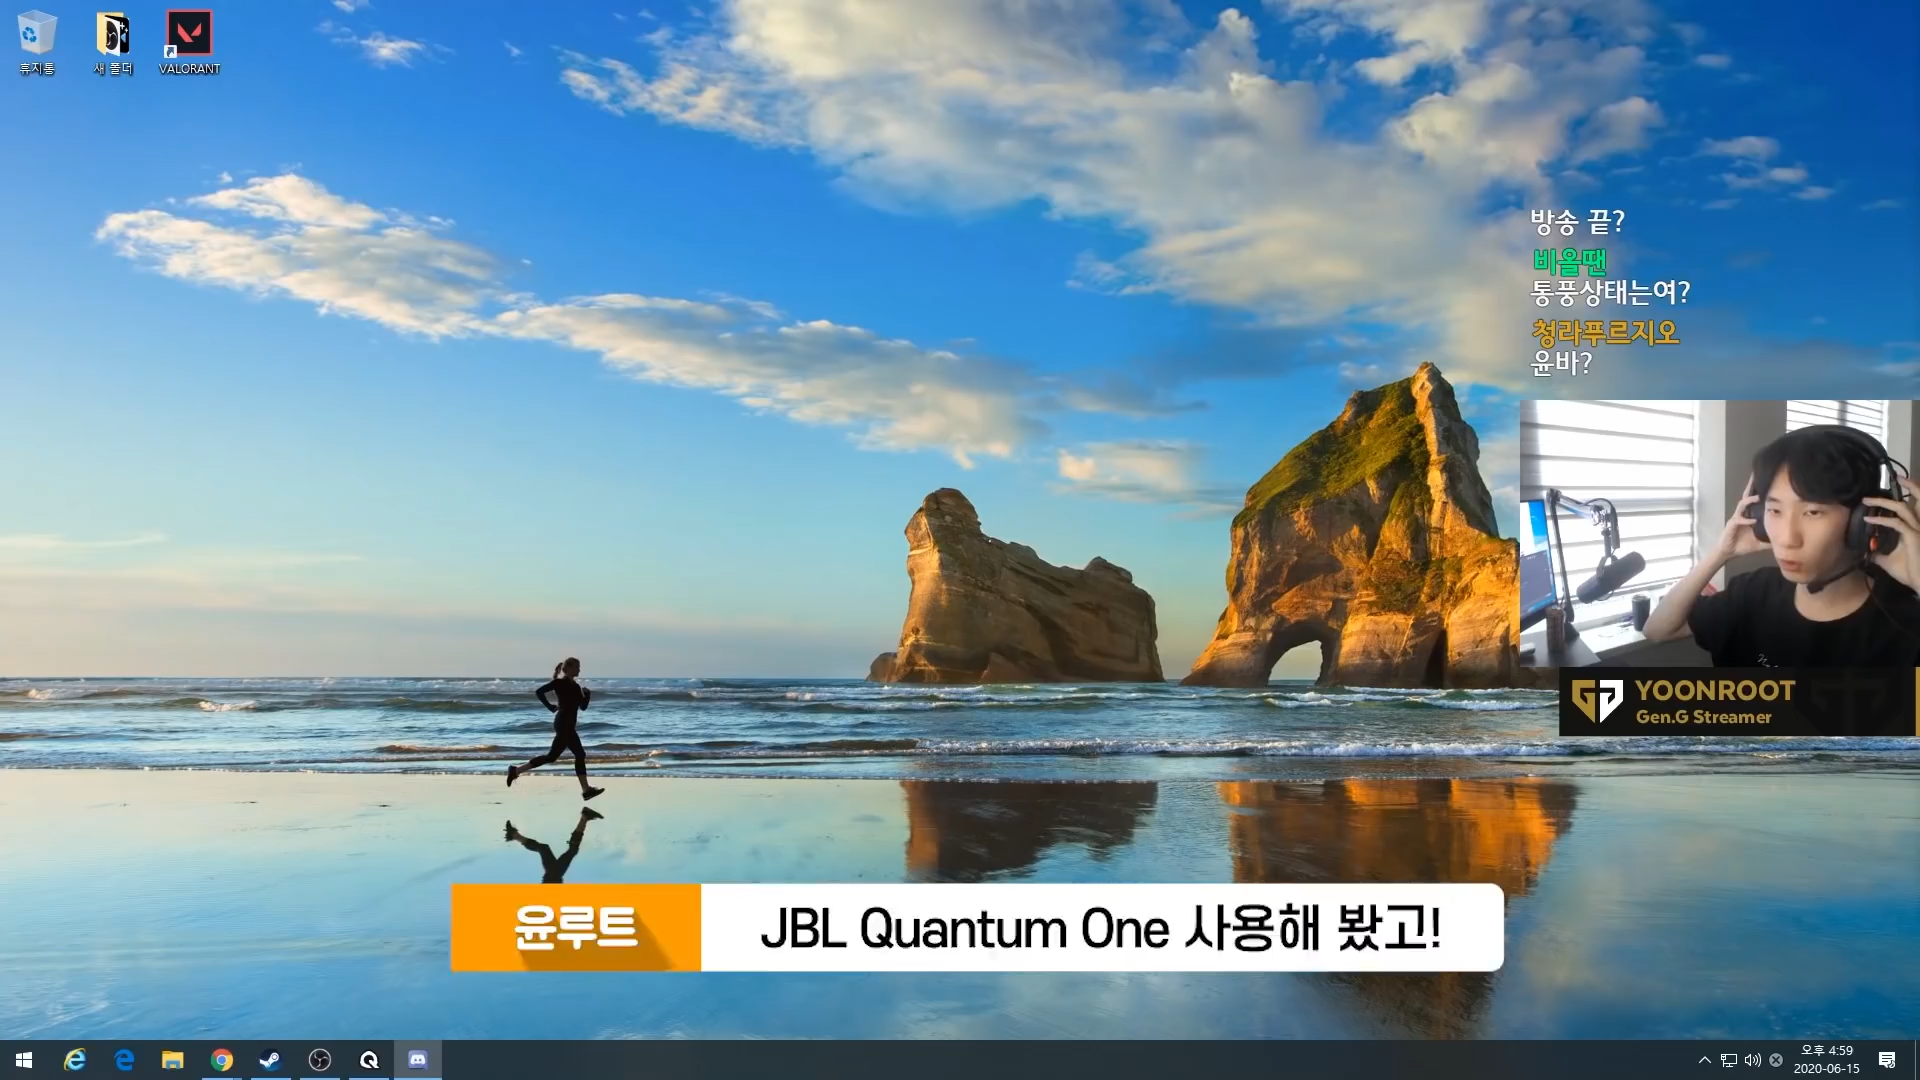 휴지통
새 폴더
VALORANT
방송 끝?
비올땐
통풍상태는여?
청라푸르지오
윤바?
YOONROOT
Gen.G Streamer
윤루트
JBL Quantum One 사용해 봤고!
오후 4:59
2020-06-15